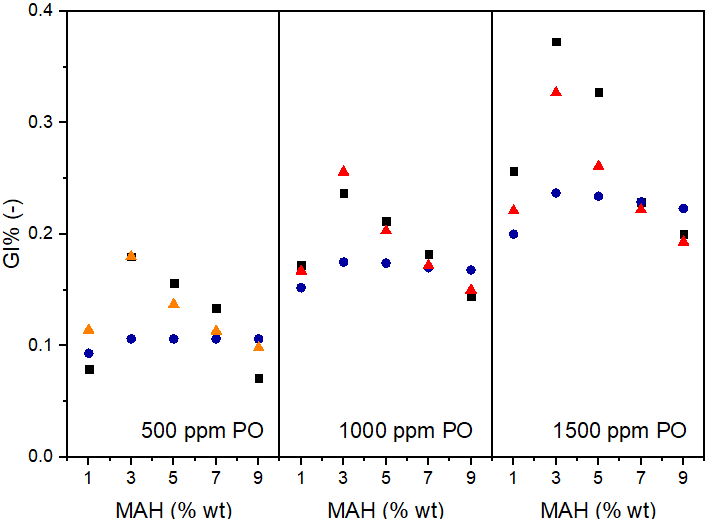 0.4
0.3
0.2
0.1
0.0
GI% (-)
500 ppm PO
1000 ppm PO
1500 ppm PO
1 3 5 7 9
1 3 5 7 9
1 3 5 7 9
MAH (% wt)
MAH (% wt)
MAH (% wt)